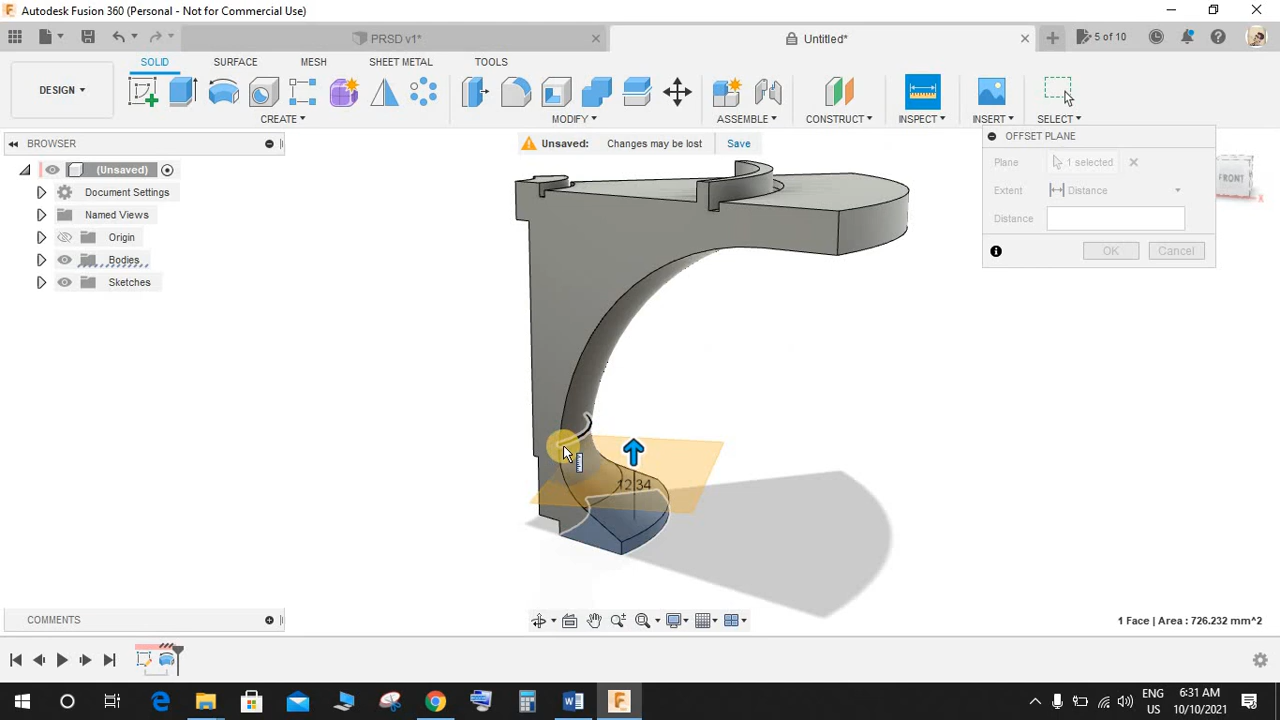 Autodesk Fusion 360 (Personal - Not for Commercial Use)
PRSD v1*
Untitled*
5 of 10
SOLID
SURFACE
MESH
SHEET METAL
TOOLS
DESIGN
CREATE
MODIFY
ASSEMBLE
CONSTRUCT
INSPECT
INSERT
SELECT
BROWSER
Unsaved:
Changes may be lost
Save
OFFSET PLANE
(Unsaved)
Plane
1 selected
Document Settings
Extent
Distance
Named Views
Distance
Origin
OK
Cancel
Bodies
Sketches
FRONT
12.34
COMMENTS
1 Face | Area : 726.232 mm^2
ENG
US
6:31 AM
10/10/2021